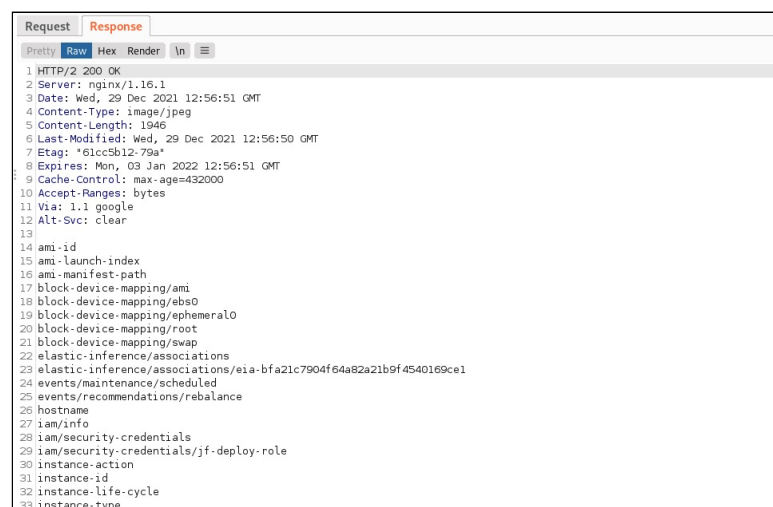 Request Response
Pretty Raw Hex Render \n ≡
1 HTTP/2 200 OK
2 Server: nginx/1.16.1
3 Date: Wed, 29 Dec 2021 12:56:51 GMT
4 Content-Type: image/jpeg
5 Content-Length: 1946
6 Last-Modified: Wed, 29 Dec 2021 12:56:50 GMT
7 Etag: "61cc5b12-79a"
8 Expires: Mon, 03 Jan 2022 12:56:51 GMT
9 Cache-Control: max-age=432000
10 Accept-Ranges: bytes
11 Via: 1.1 google
12 Alt-Svc: clear
13
14 ami-id
15 ami-launch-index
16 ami-manifest-path
17 block-device-mapping/ami
18 block-device-mapping/ebs0
19 block-device-mapping/ephemeral0
20 block-device-mapping/root
21 block-device-mapping/swap
22 elastic-inference/associations
23 elastic-inference/associations/eia-bfa21c7904f64a82a21b9f4540169ce1
24 events/maintenance/scheduled
25 events/recommendations/rebalance
26 hostname
27 iam/info
28 iam/security-credentials
29 iam/security-credentials/jf-deploy-role
30 instance-action
31 instance-id
32 instance-life-cycle
33 instance-type